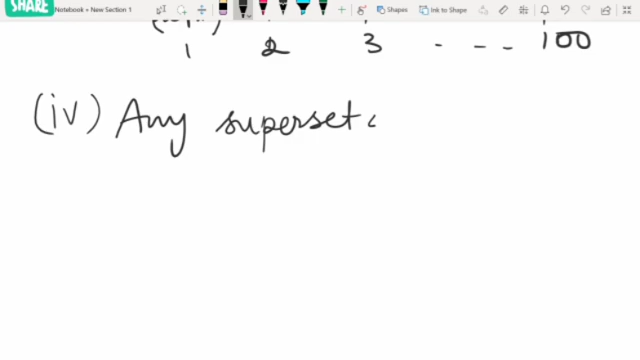 SHARE
Notebook • New Section 1
Shapes
Ink to Shape
1 2 3 . - - - 100
(iv) Any superset